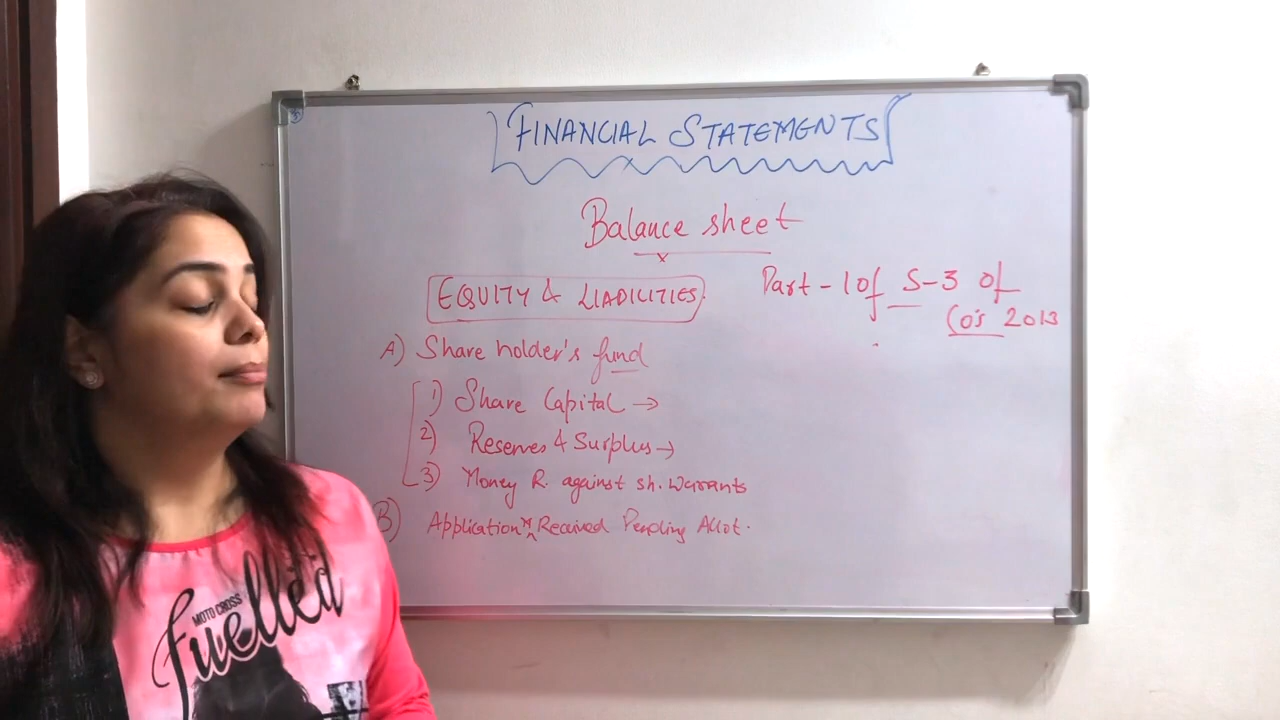 FINANCIAL STATEMENTS
Balance sheet
EQUITY & LIABILITIES
Part - 1 of S-3 of
Co's 2013
A) Share holder's fund
1) Share Capital →
2) Reserves & Surplus →
3) Money R. against sh. Warrants
B) Application M Received Pending Allot.
MOTO CROSS
Fuelled